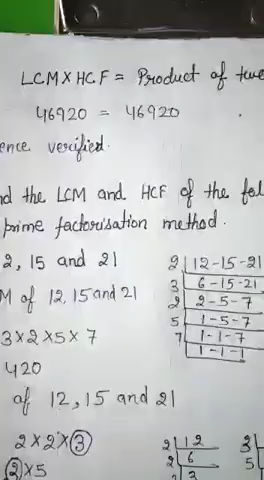 LCM X HCF = Product of two
46920 = 46920
ence verified.
nd the LCM and HCF of the fol
prime factorisation method.
2, 15 and 21
M of 12, 15 and 21
3 x 2 x 5 x 7
420
of 12, 15 and 21
2 x 2 x 3
3 x 5
2 | 12-15-21
3 | 6-15-21
2 | 2-5-7
5 | 1-5-7
7 | 1-1-7
1-1-1
2 | 12
2 | 6
3
3
5